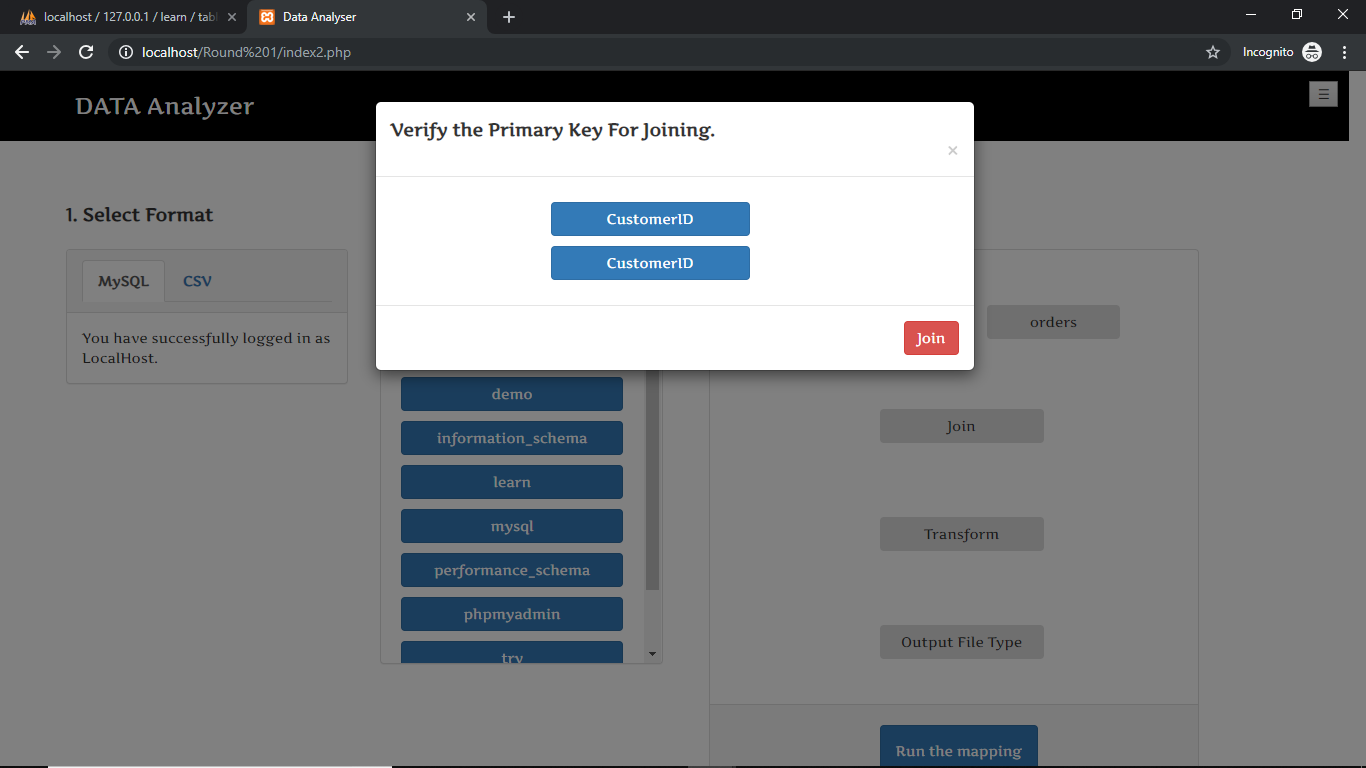 localhost / 127.0.0.1 / learn / tab
Data Analyser
localhost/Round%201/index2.php
Incognito
DATA Analyzer
Verify the Primary Key For Joining.
×
CustomerID
CustomerID
Join
1. Select Format
MySQL CSV
You have successfully logged in as
LocalHost.
demo
information_schema
learn
mysql
performance_schema
phpmyadmin
try
orders
Join
Transform
Output File Type
Run the mapping